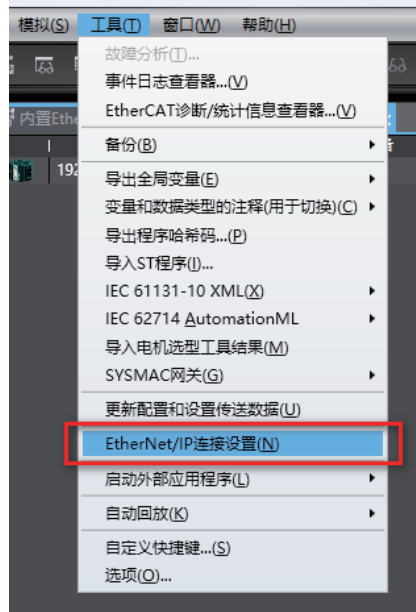 模拟(S) 工具(T) 窗口(W) 帮助(H)
故障分析(T)...
事件日志查看器...(V)
EtherCAT诊断/统计信息查看器...(V)
内置Ethe
备份(B)
192
导出全局变量(E)
变量和数据类型的注释(用于切换)(C)
导出程序哈希码...(P)
导入ST程序(I)...
IEC 61131-10 XML(X)
IEC 62714 AutomationML
导入电机选型工具结果(M)
SYSMAC网关(G)
更新配置和设置传送数据(U)
EtherNet/IP连接设置(N)
启动外部应用程序(L)
自动回放(K)
自定义快捷键...(S)
选项(O)...